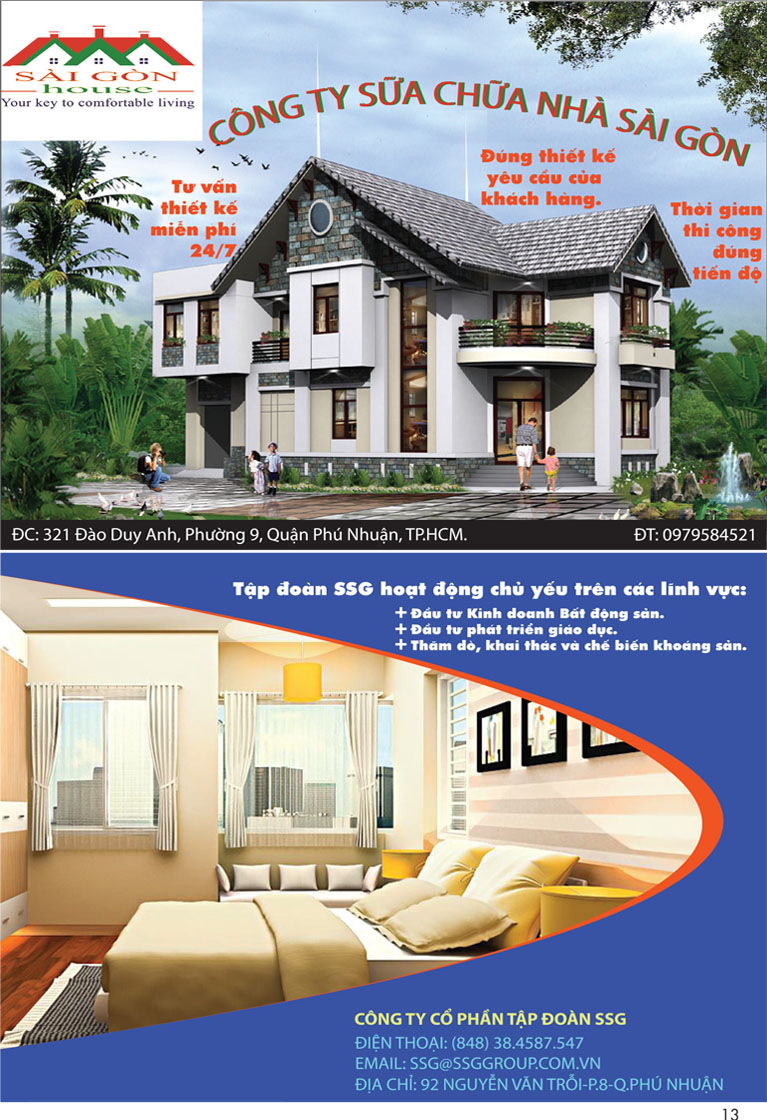 SÀI GÒN
house
Your key to comfortable living
CÔNG TY SỮA CHỮA NHÀ SÀI GÒN
Tư vấn
thiết kế
miễn phí
24/7
Đúng thiết kế
yêu cầu của
khách hàng.
Thời gian
thi công
đúng
tiến độ
ĐC: 321 Đào Duy Anh, Phường 9, Quận Phú Nhuận, TP.HCM.
ĐT: 0979584521
Tập đoàn SSG hoạt động chủ yếu trên các lĩnh vực:
+ Đầu tư Kinh doanh Bất động sản.
+ Đầu tư phát triển giáo dục.
+ Thăm dò, khai thác và chế biến khoáng sản.
CÔNG TY CỔ PHẦN TẬP ĐOÀN SSG
ĐIỆN THOẠI: (848) 38.4587.547
EMAIL: SSG@SSGGROUP.COM.VN
ĐỊA CHỈ: 92 NGUYỄN VĂN TRỖI-P.8-Q.PHÚ NHUẬN
13